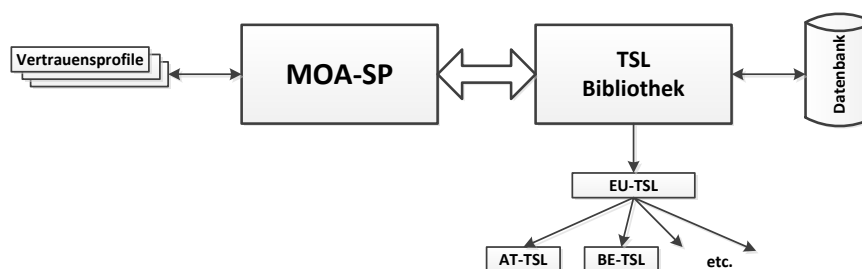 Vertrauensprofile
MOA-SP
TSL
Bibliothek
Datenbank
EU-TSL
AT-TSL
BE-TSL
etc.